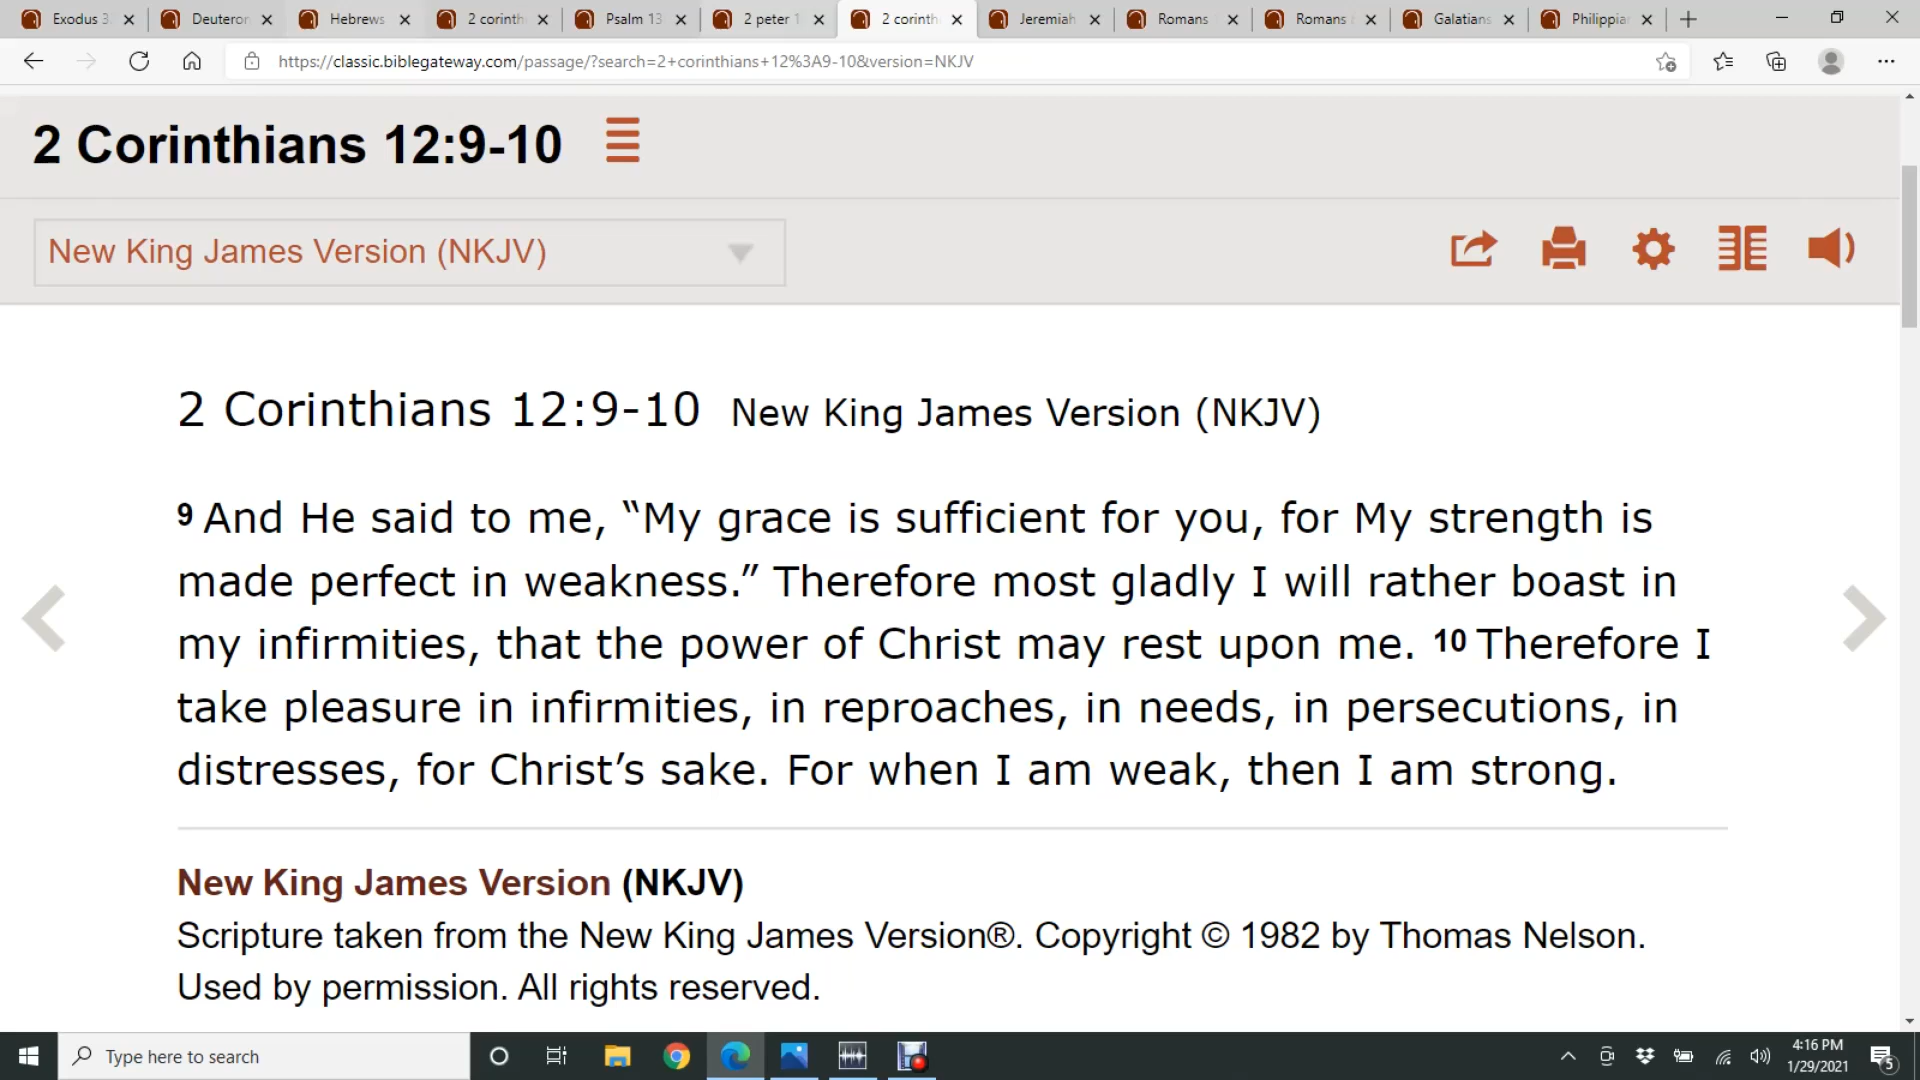 Exodus 3
Deuteron
Hebrews
2 corinth
Psalm 13
2 peter 1
2 corinth
Jeremiah
Romans
Romans
Galatians
Philippian
https://classic.biblegateway.com/passage/?search=2+corinthians+12%3A9-10&version=NKJV
2 Corinthians 12:9-10
New King James Version (NKJV)
2 Corinthians 12:9-10 New King James Version (NKJV)
9 And He said to me, “My grace is sufficient for you, for My strength is
made perfect in weakness.” Therefore most gladly I will rather boast in
my infirmities, that the power of Christ may rest upon me. 10 Therefore I
take pleasure in infirmities, in reproaches, in needs, in persecutions, in
distresses, for Christ’s sake. For when I am weak, then I am strong.
New King James Version (NKJV)
Scripture taken from the New King James Version®. Copyright © 1982 by Thomas Nelson.
Used by permission. All rights reserved.
Type here to search
4:16 PM
1/29/2021
5